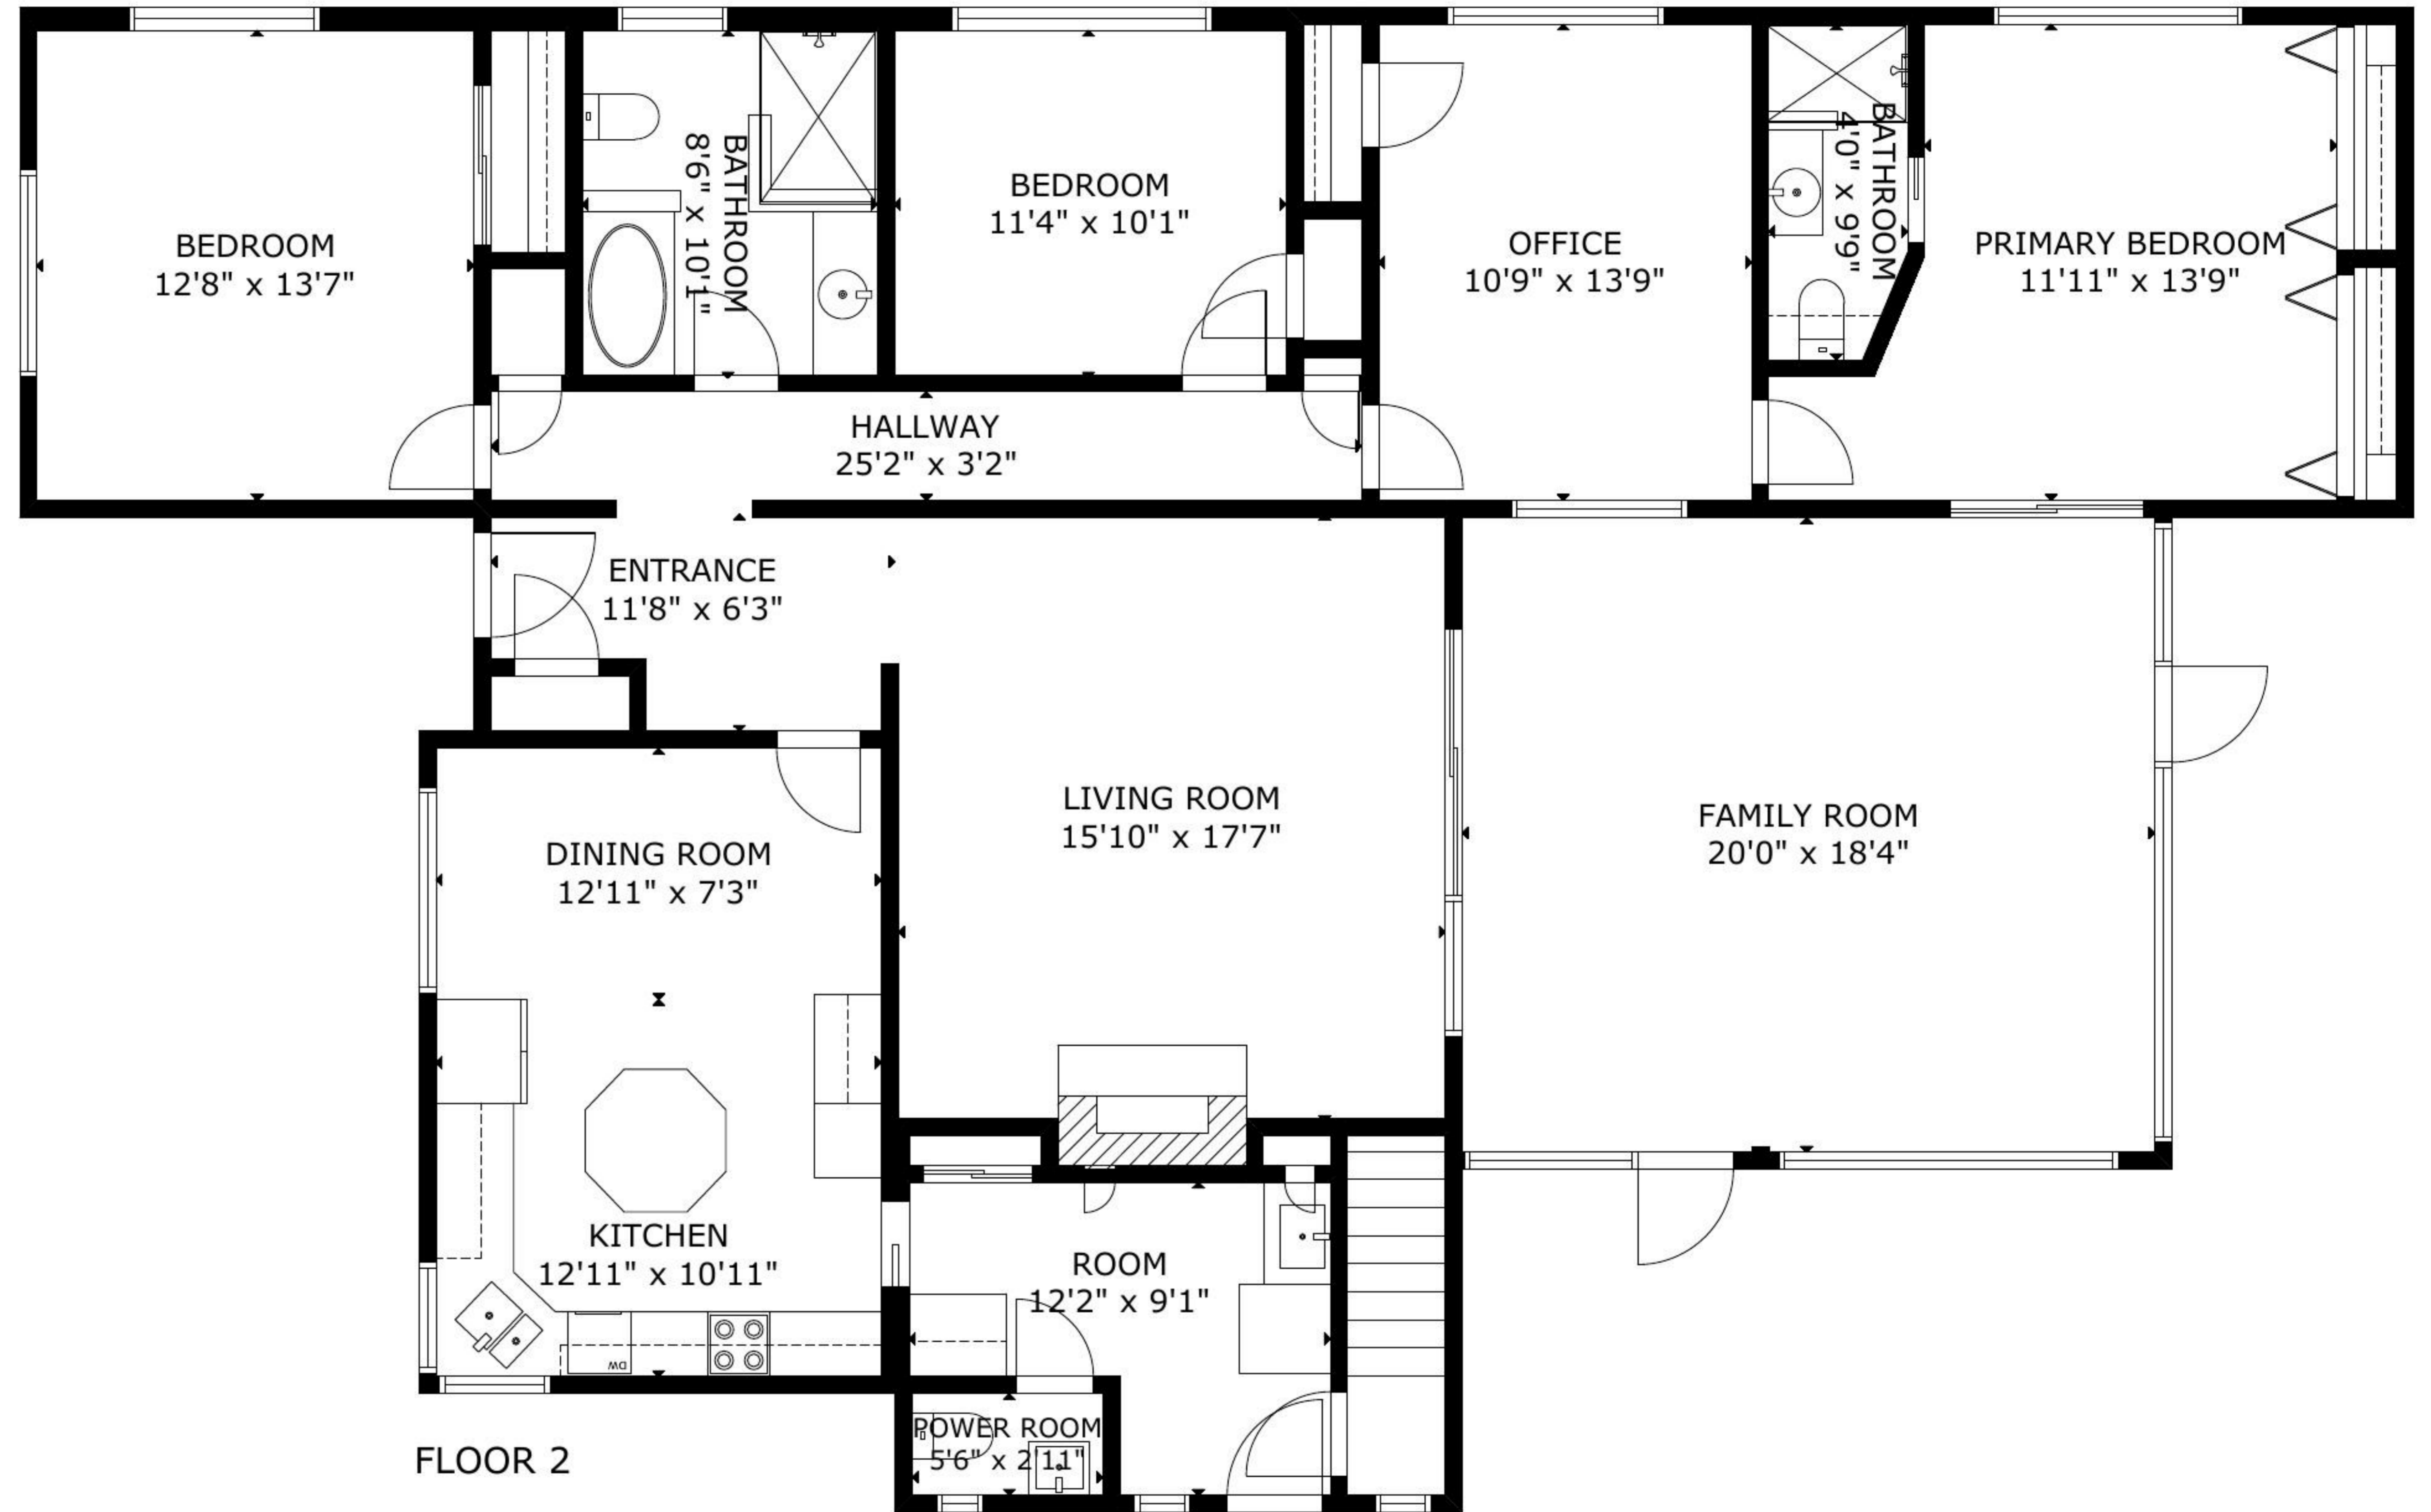 BEDROOM
12'8" x 13'7"
BATHROOM
8'6" x 10'1"
BEDROOM
11'4" x 10'1"
OFFICE
10'9" x 13'9"
BATHROOM
4'0" x 9'9"
PRIMARY BEDROOM
11'11" x 13'9"
HALLWAY
25'2" x 3'2"
ENTRANCE
11'8" x 6'3"
LIVING ROOM
15'10" x 17'7"
FAMILY ROOM
20'0" x 18'4"
DINING ROOM
12'11" x 7'3"
KITCHEN
12'11" x 10'11"
DW
ROOM
12'2" x 9'1"
POWER ROOM
5'6" x 2'11"
FLOOR 2